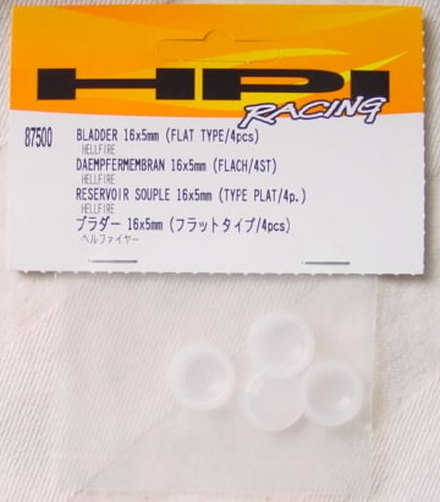 HPI
RACING
87500 BLADDER 16x5mm (FLAT TYPE/4pcs)
HELLFIRE
DAEMPFERMEMBRAN 16x5mm (FLACH/4ST)
HELLFIRE
RESERVOIR SOUPLE 16x5mm (TYPE PLAT/4p.)
HELLFIRE
ブラダー 16x5mm (フラットタイプ/4pcs)
ヘルファイヤー